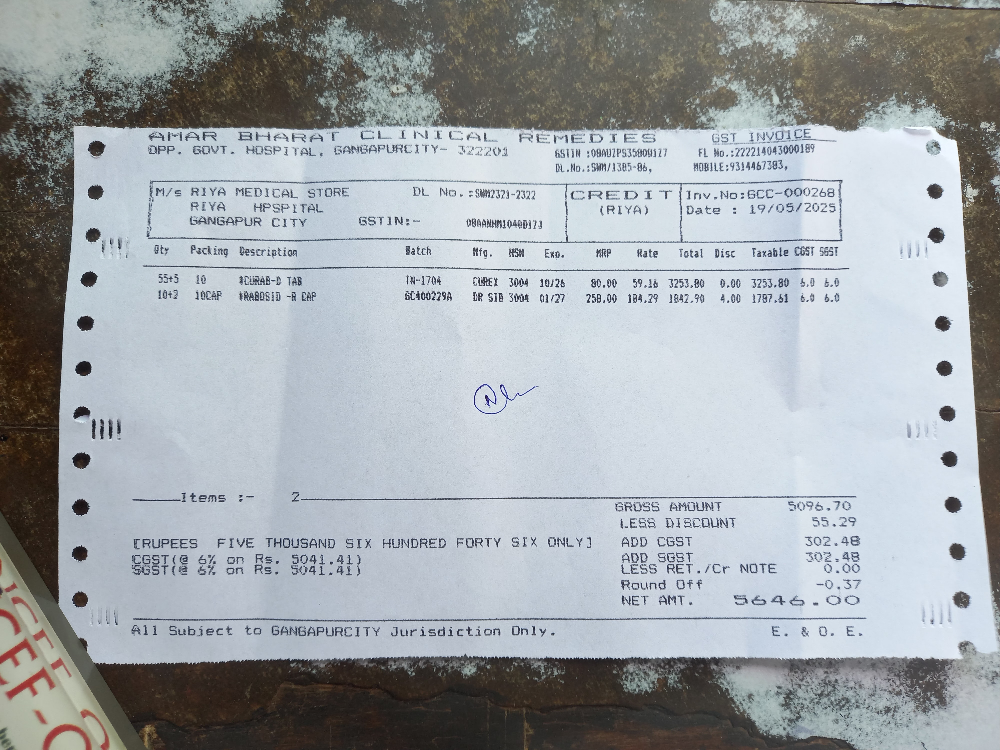 AMAR BHARAT CLINICAL REMEDIES GST INVOICE
OPP. GOVT. HOSPITAL, GANGAPURCITY- 322201 GSTIN :08AUZPS3580Q1Z7 FL No.:222214043000189
DL.No.:SWM/1385-86, MOBILE:9314467383,
M/s RIYA MEDICAL STORE DL No.:SWM2321-2322 CREDIT Inv.No:GCC-000268
RIYA HPSPITAL (RIYA) Date : 19/05/2025
GANGAPUR CITY GSTIN:-
Qty Packing Description Batch Mfg. HSN Exp. MRP Rate Total Disc Taxable CGST SGST
55+5 10 *CURAB-D TAB TN-1704 CUREX 3004 10/26 80.00 59.16 3253.80 0.00 3253.80 6.0 6.0
10+2 10CAP *RABOSID -R CAP GC400229A DR SID 3004 01/27 258.00 184.29 1842.90 4.00 1787.61 6.0 6.0
Items :- 2
GROSS AMOUNT 5096.70
LESS DISCOUNT 55.29
[RUPEES FIVE THOUSAND SIX HUNDRED FORTY SIX ONLY] ADD CGST 302.48
CGST(@ 6% on Rs. 5041.41) ADD SGST 302.48
SGST(@ 6% on Rs. 5041.41) LESS RET./Cr NOTE 0.00
Round Off -0.37
NET AMT. 5646.00
All Subject to GANGAPURCITY Jurisdiction Only. E. & O. E.